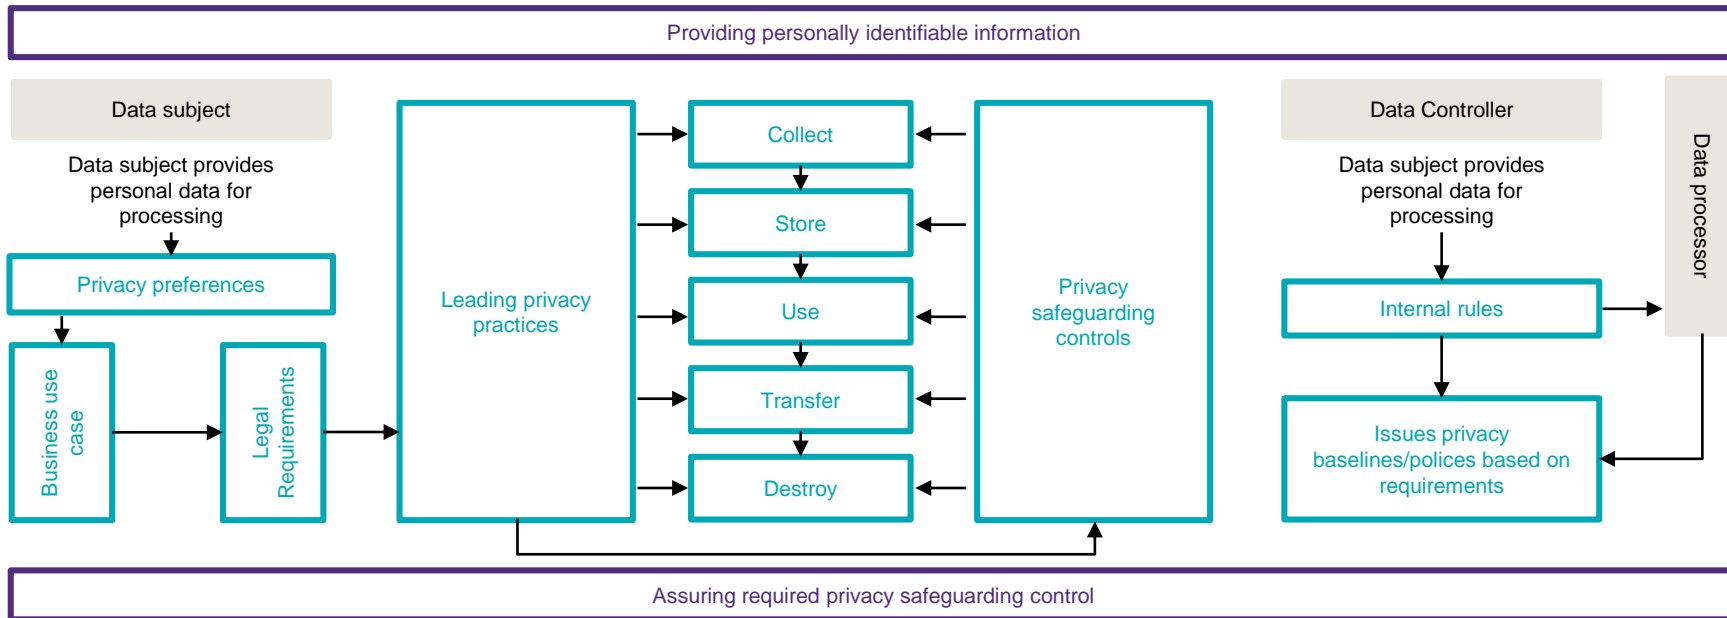 Providing personally identifiable information
Data subject
Data subject provides
personal data for
processing
Privacy preferences
Business use
case
Legal
Requirements
Leading privacy
practices
Collect
Store
Use
Transfer
Destroy
Privacy
safeguarding
controls
Data Controller
Data subject provides
personal data for
processing
Internal rules
Issues privacy
baselines/polices based on
requirements
Data processor
Assuring required privacy safeguarding control